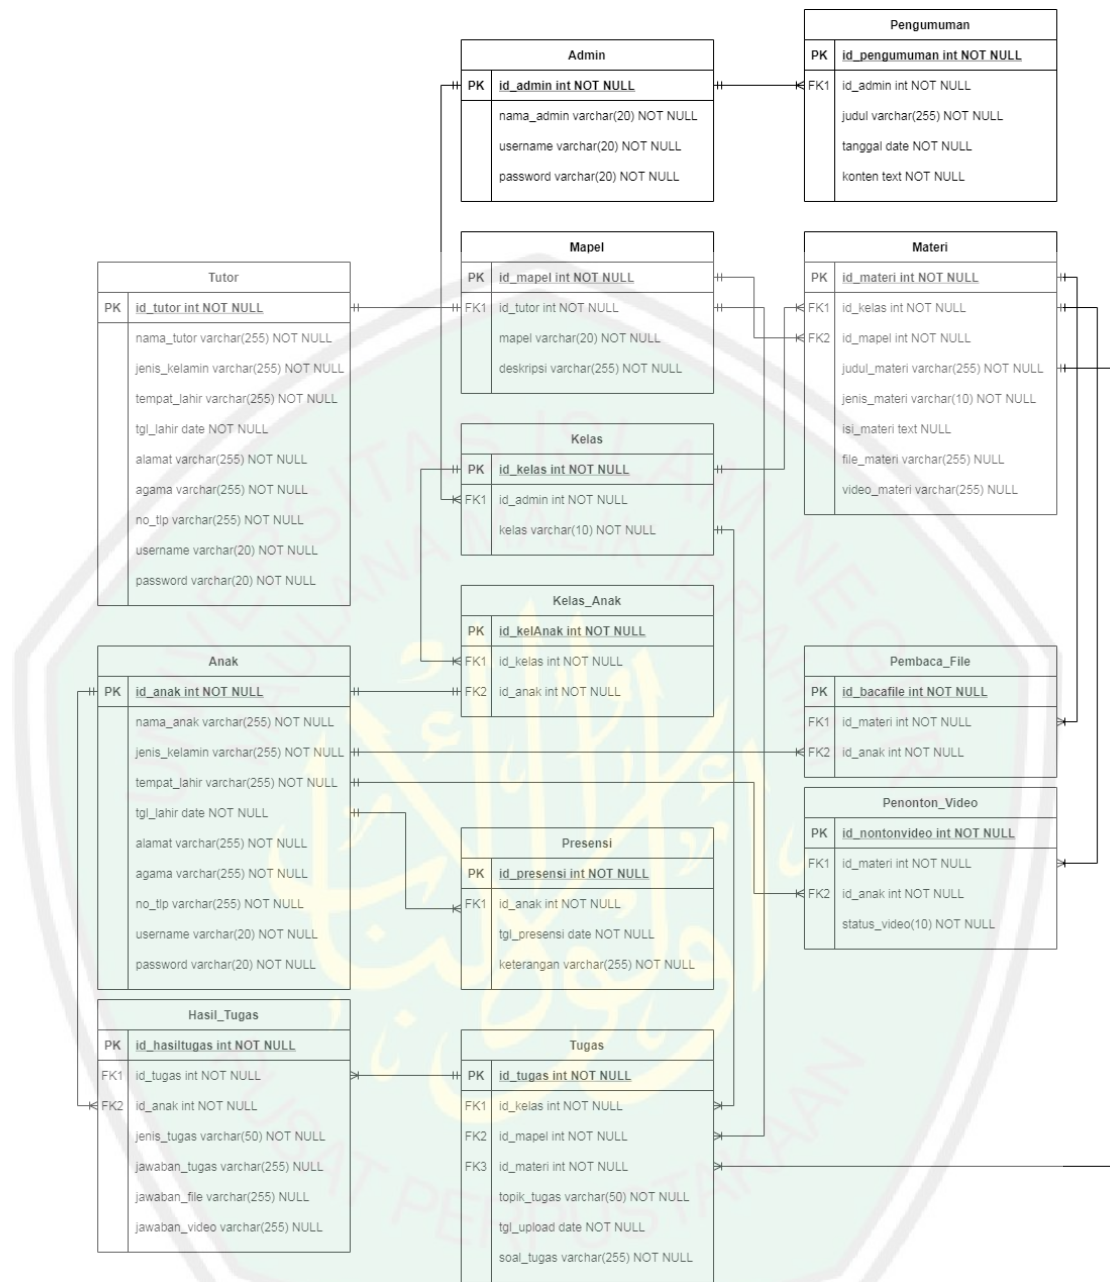 Pengumuman
PK id_pengumuman int NOT NULL
FK1 id_admin int NOT NULL
judul varchar(255) NOT NULL
tanggal date NOT NULL
konten text NOT NULL
Admin
PK id_admin int NOT NULL
nama_admin varchar(20) NOT NULL
username varchar(20) NOT NULL
password varchar(20) NOT NULL
Mapel
PK id_mapel int NOT NULL
FK1 id_tutor int NOT NULL
mapel varchar(20) NOT NULL
deskripsi varchar(255) NOT NULL
Materi
PK id_materi int NOT NULL
FK1 id_kelas int NOT NULL
FK2 id_mapel int NOT NULL
judul_materi varchar(255) NOT NULL
jenis_materi varchar(10) NOT NULL
isi_materi text NULL
file_materi varchar(255) NULL
video_materi varchar(255) NULL
Tutor
PK id_tutor int NOT NULL
nama_tutor varchar(255) NOT NULL
jenis_kelamin varchar(255) NOT NULL
tempat_lahir varchar(255) NOT NULL
tgl_lahir date NOT NULL
alamat varchar(255) NOT NULL
agama varchar(255) NOT NULL
no_tlp varchar(255) NOT NULL
username varchar(20) NOT NULL
password varchar(20) NOT NULL
Kelas
PK id_kelas int NOT NULL
FK1 id_admin int NOT NULL
kelas varchar(10) NOT NULL
Kelas_Anak
PK id_kelAnak int NOT NULL
FK1 id_kelas int NOT NULL
FK2 id_anak int NOT NULL
Anak
PK id_anak int NOT NULL
nama_anak varchar(255) NOT NULL
jenis_kelamin varchar(255) NOT NULL
tempat_lahir varchar(255) NOT NULL
tgl_lahir date NOT NULL
alamat varchar(255) NOT NULL
agama varchar(255) NOT NULL
no_tlp varchar(255) NOT NULL
username varchar(20) NOT NULL
password varchar(20) NOT NULL
Pembaca_File
PK id_bacafile int NOT NULL
FK1 id_materi int NOT NULL
FK2 id_anak int NOT NULL
Penonton_Video
PK id_nontonvideo int NOT NULL
FK1 id_materi int NOT NULL
FK2 id_anak int NOT NULL
status_video(10) NOT NULL
Presensi
PK id_presensi int NOT NULL
FK1 id_anak int NOT NULL
tgl_presensi date NOT NULL
keterangan varchar(255) NOT NULL
Hasil_Tugas
PK id_hasiltugas int NOT NULL
FK1 id_tugas int NOT NULL
FK2 id_anak int NOT NULL
jenis_tugas varchar(50) NOT NULL
jawaban_tugas varchar(255) NULL
jawaban_file varchar(255) NULL
jawaban_video varchar(255) NULL
Tugas
PK id_tugas int NOT NULL
FK1 id_kelas int NOT NULL
FK2 id_mapel int NOT NULL
FK3 id_materi int NOT NULL
topik_tugas varchar(50) NOT NULL
tgl_upload date NOT NULL
soal_tugas varchar(255) NOT NULL
UNIVERSITAS ISLAM NEGERI
MAULANA MALIK IBRAHIM
PUSAT PERPUSTAKAAN